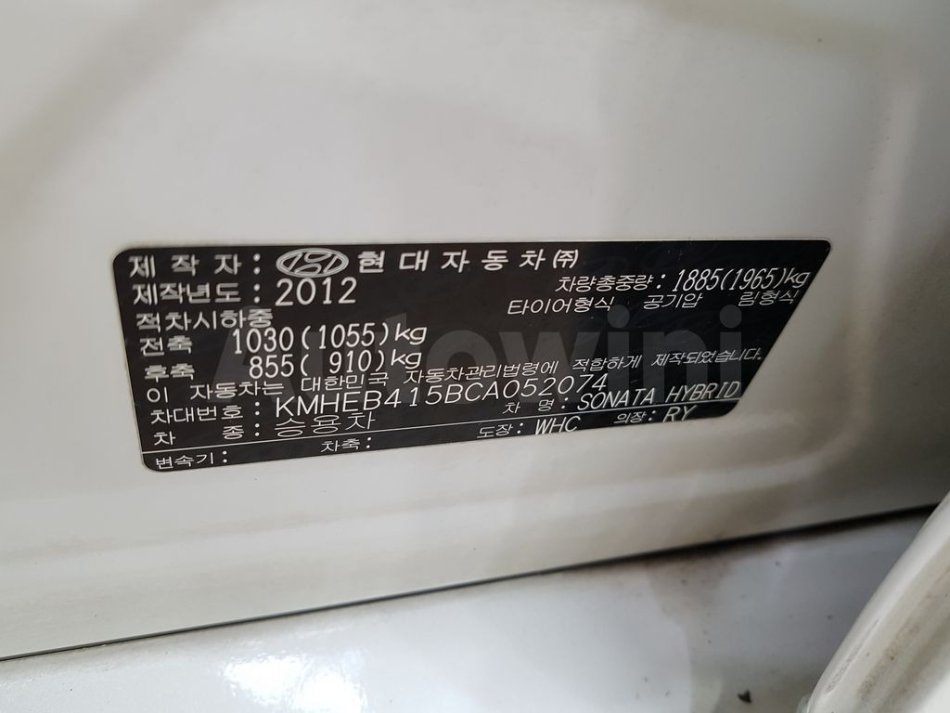 제 작 자 : 현 대 자 동 차 ㈜
제작년도 : 2012
차량총중량: 1885(1965)kg
적차시하중
타이어형식 공기압 림형식
전축 1030(1055)kg
후축 855( 910)kg
이 자동차는 대한민국 자동차관리법령에 적합하게 제작되었습니다.
차대번호 : KMHEB415BCA052074
차 명: SONATA HYBRID
차 종 : 승용차
변속기: 차축: 도장: WHC 의장: RY
Autowini